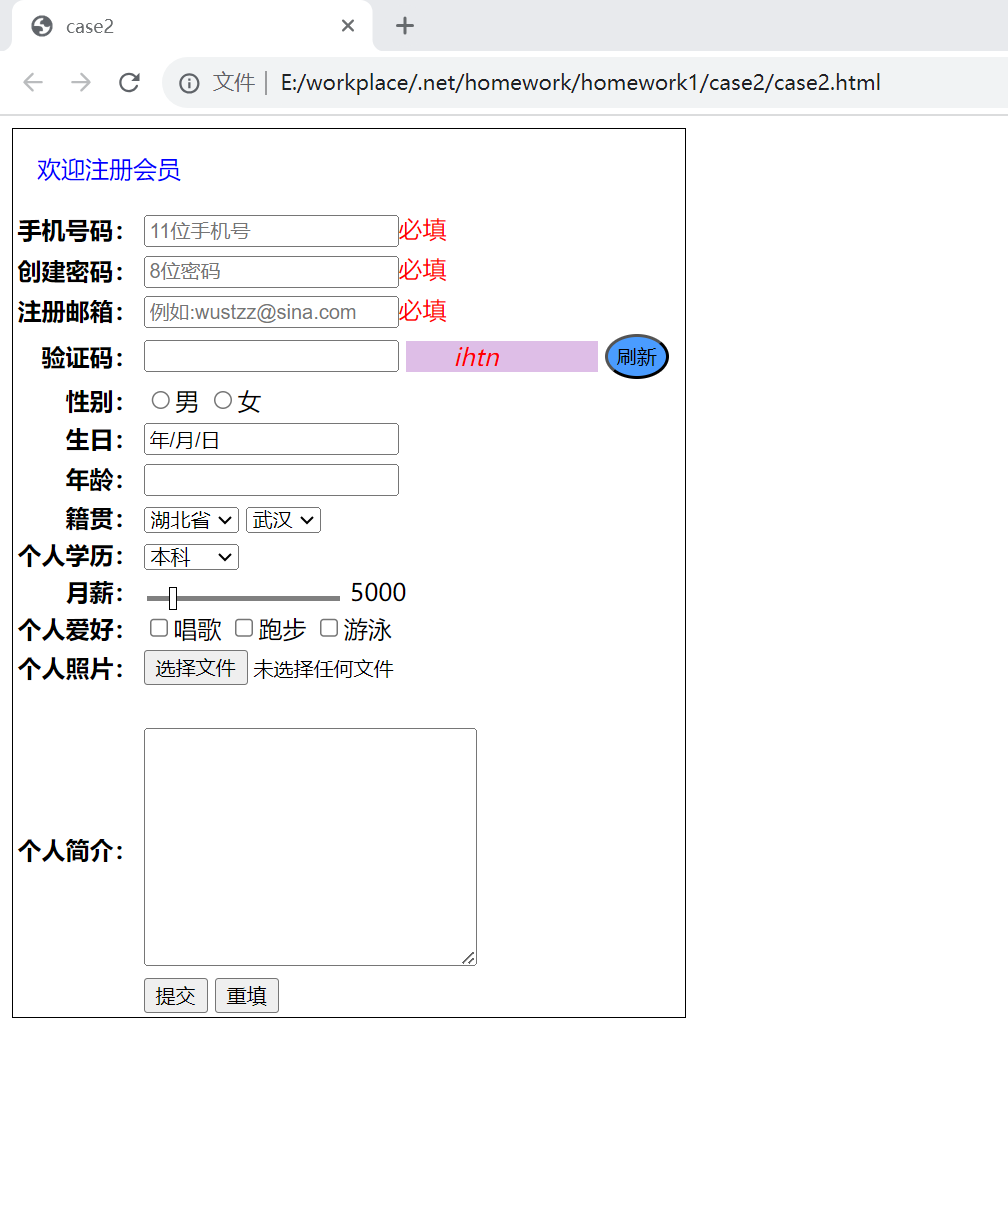 case2
文件 E:/workplace/.net/homework/homework1/case2/case2.html
欢迎注册会员
手机号码： 11位手机号 必填
创建密码： 8位密码 必填
注册邮箱： 例如:wustzz@sina.com 必填
验证码： ihtn 刷新
性别： 男 女
生日： 年/月/日
年龄：
籍贯： 湖北省 武汉
个人学历： 本科
月薪： 5000
个人爱好： 唱歌 跑步 游泳
个人照片： 选择文件 未选择任何文件
个人简介：
提交 重填